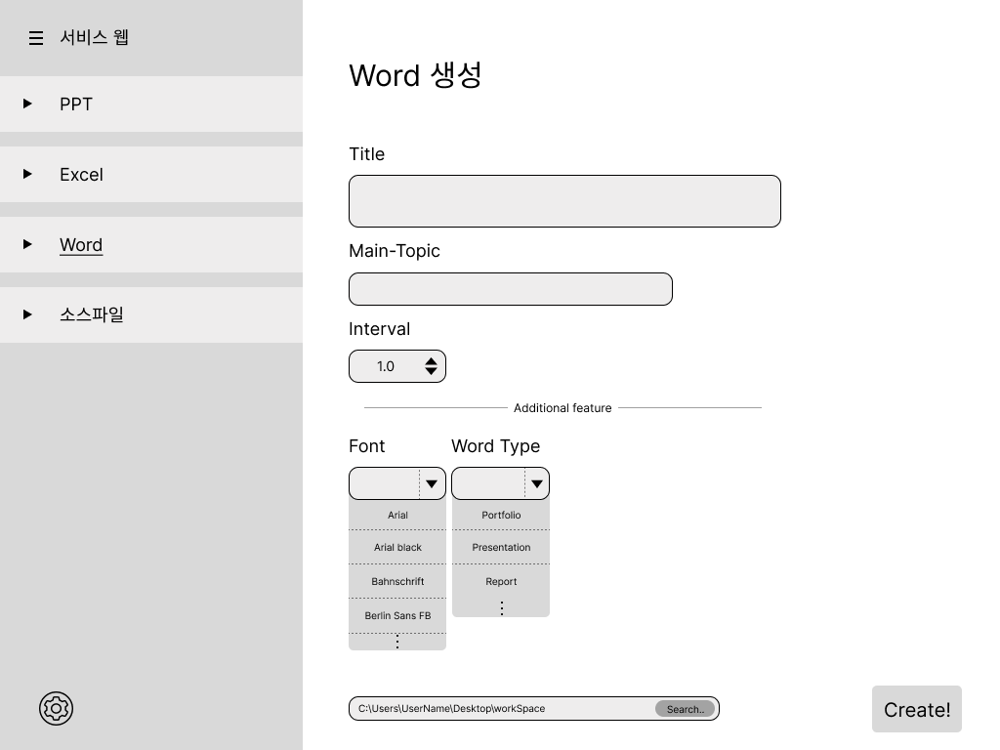 서비스 웹
PPT
Excel
Word
소스파일
Word 생성
Title
Main-Topic
Interval
1.0
Additional feature
Font
Arial
Arial black
Bahnschrift
Berlin Sans FB
Word Type
Portfolio
Presentation
Report
C:\Users\UserName\Desktop\workSpace
Search..
Create!